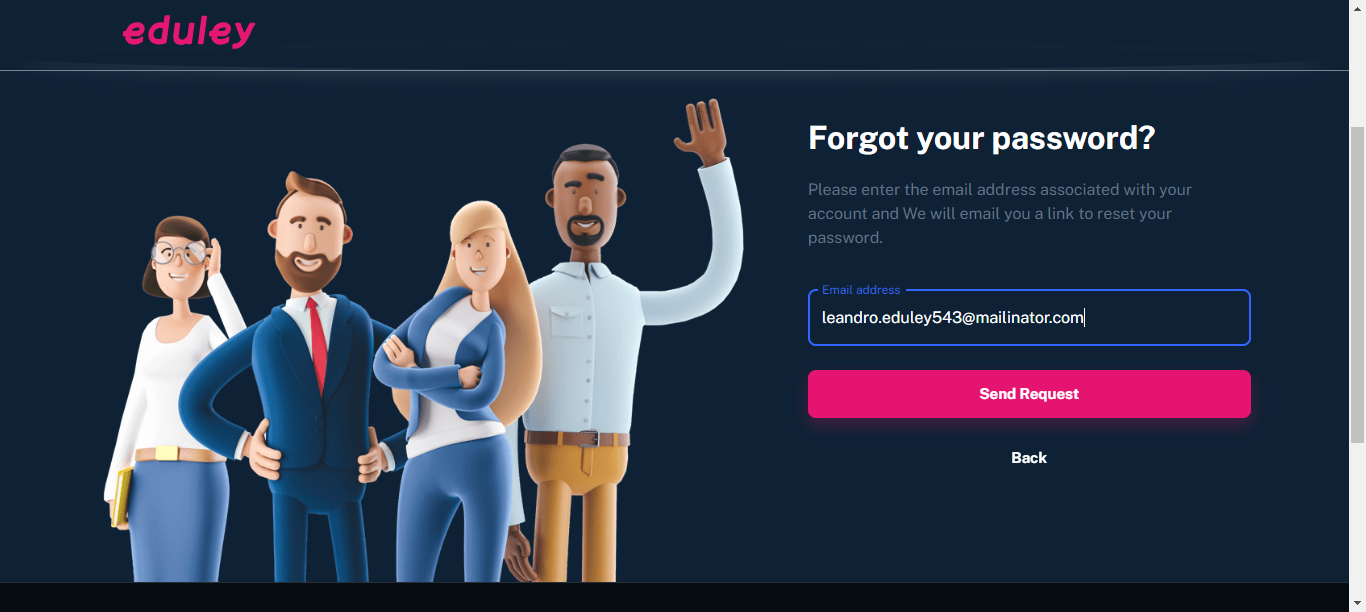 eduley
Forgot your password?
Please enter the email address associated with your
account and We will email you a link to reset your
password.
Email address
leandro.eduley543@mailinator.com
Send Request
Back